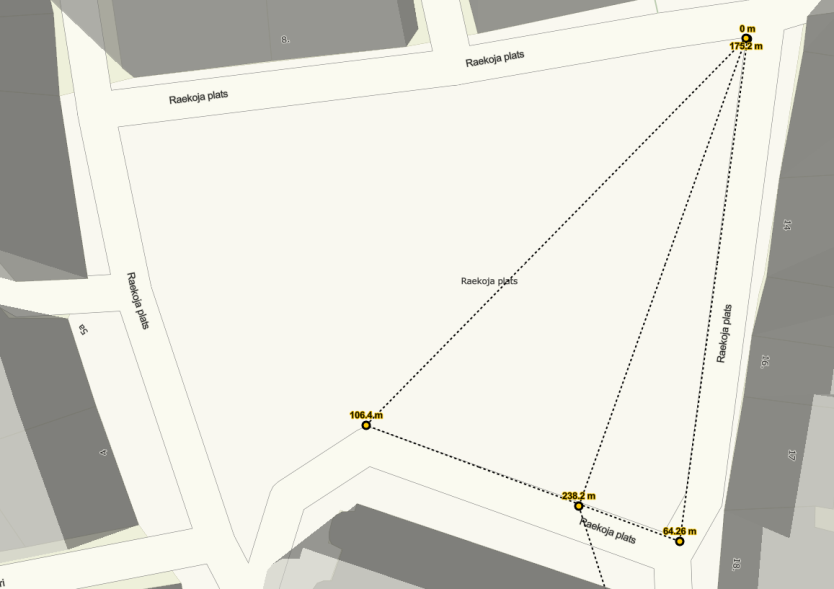 0 m
175.2 m
8.
Raekoja plats
Raekoja plats
14
Raekoja plats
Raekoja plats
5a
Raekoja plats
16.
106.4 m
4
17
238.2 m
64.26 m
Raekoja plats
18.
ri